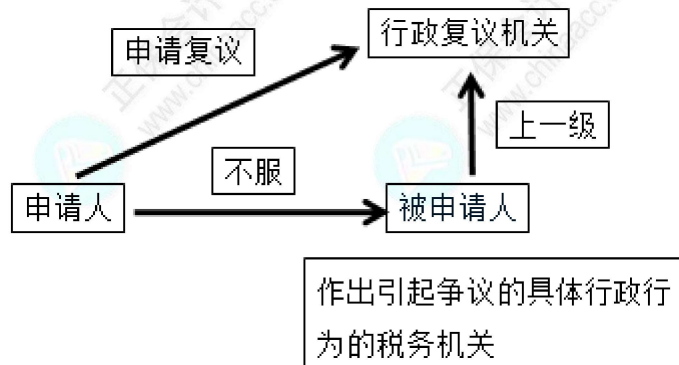 申请复议
行政复议机关
上一级
不服
申请人
被申请人
作出引起争议的具体行政行
为的税务机关